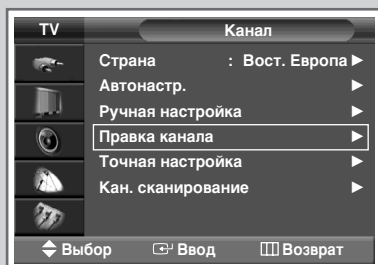 TV Канал
Страна : Вост. Европа
Автонастр.
Ручная настройка
Правка канала
Точная настройка
Кан. сканирование
Выбор Ввод Возврат